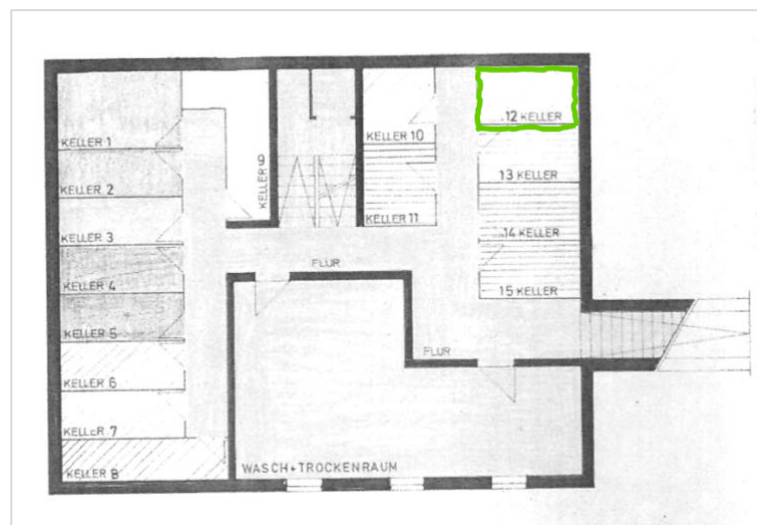 KELLER 1
KELLER 2
KELLER 3
KELLER 4
KELLER 5
KELLER 6
KELLER 7
KELLER 8
KELLER 9
KELLER 10
KELLER 11
12 KELLER
13 KELLER
14 KELLER
15 KELLER
FLUR
FLUR
WASCH+TROCKENRAUM